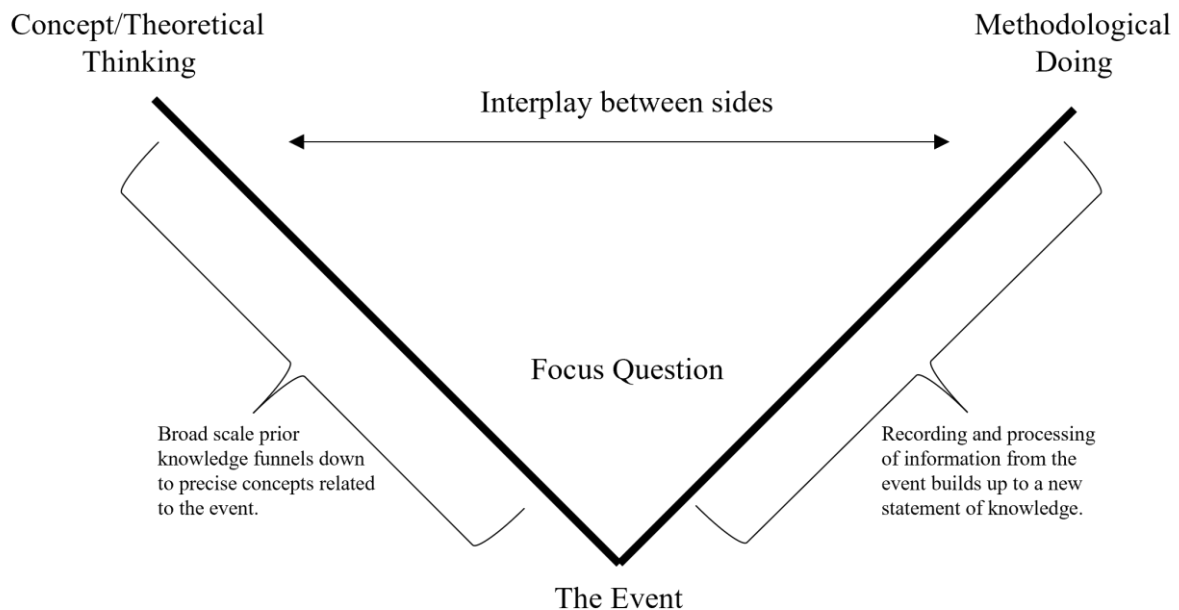 Concept/Theoretical
Thinking
Methodological
Doing
Interplay between sides
Focus Question
Broad scale prior
knowledge funnels down
to precise concepts related
to the event.
Recording and processing
of information from the
event builds up to a new
statement of knowledge.
The Event